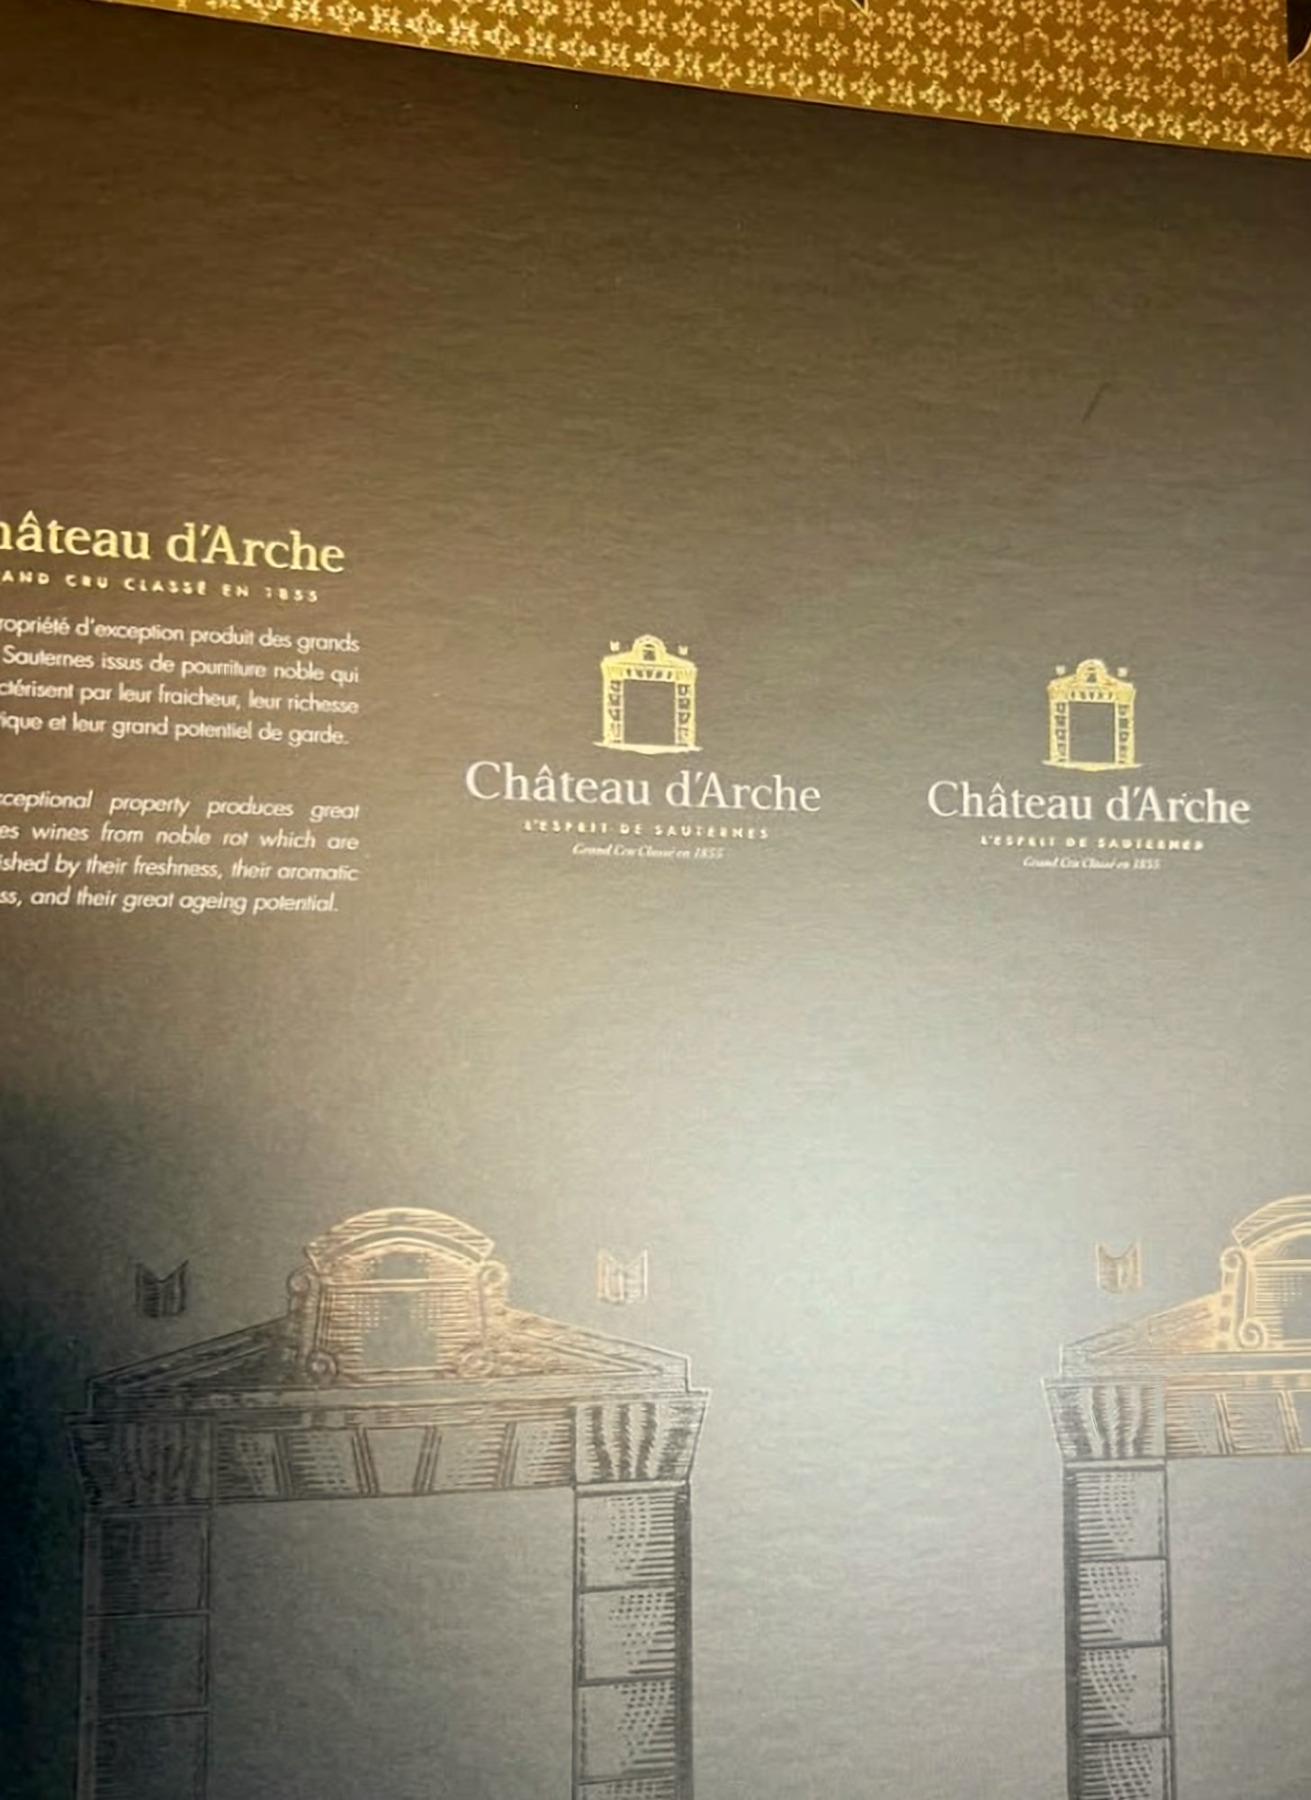 hâteau d'Arche
AND CRU CLASSÉ EN 1855
ropriété d'exception produit des grands
Sauternes issus de pourriture noble qui
ctérisent par leur fraicheur, leur richesse
ique et leur grand potentiel de garde.
ceptional property produces great
es wines from noble rot which are
ished by their freshness, their aromatic
ss, and their great ageing potential.
Château d'Arche
L'ESPRIT DE SAUTERNES
Grand Cru Classé en 1855
Château d'Arche
L'ESPRIT DE SAUTERNES
Grand Cru Classé en 1855